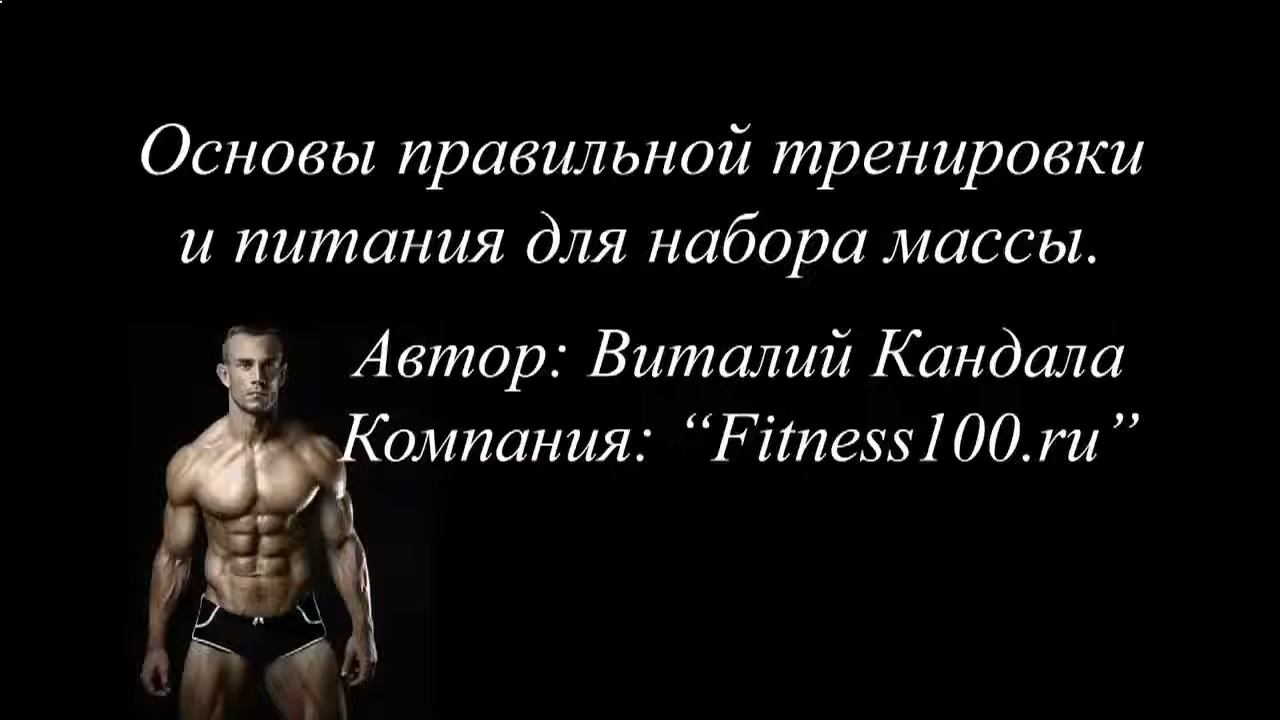 Основы правильной тренировки
и питания для набора массы.
Автор: Виталий Кандала
Компания: “Fitness100.ru”